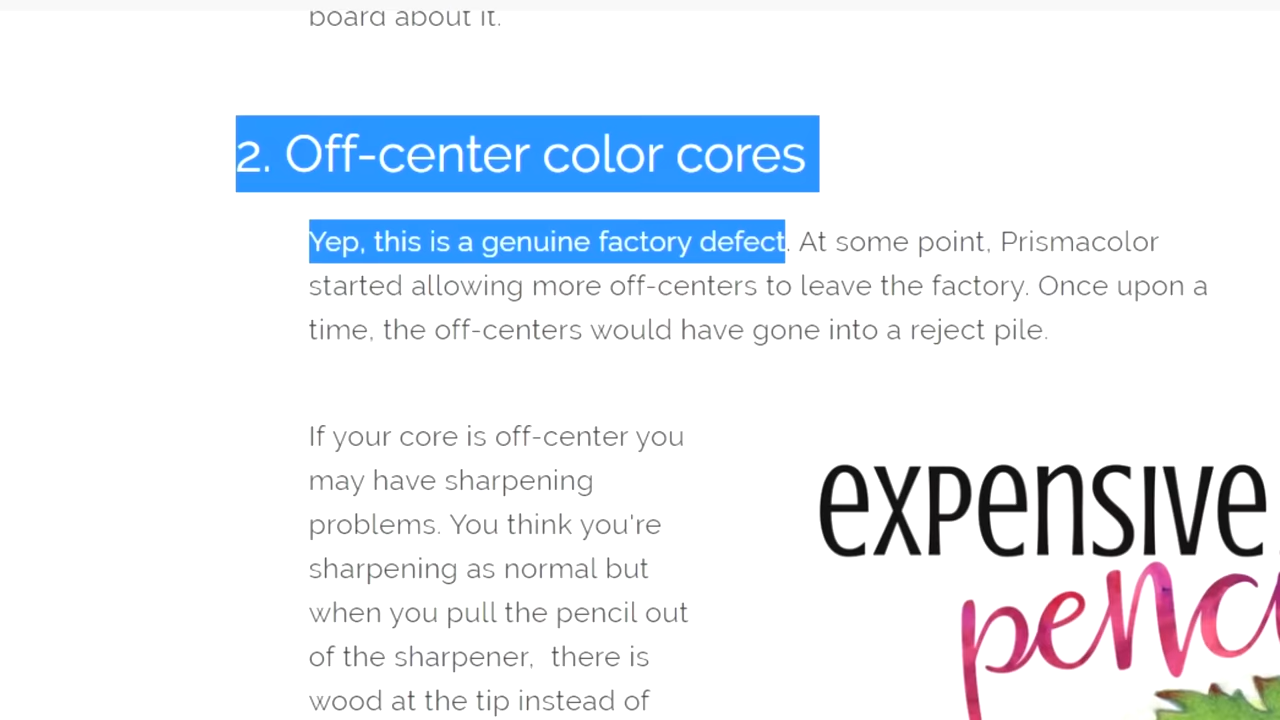 board about it.
2. Off-center color cores
Yep, this is a genuine factory defect. At some point, Prismacolor
started allowing more off-centers to leave the factory. Once upon a
time, the off-centers would have gone into a reject pile.
If your core is off-center you
may have sharpening
problems. You think you're
sharpening as normal but
when you pull the pencil out
of the sharpener,  there is
wood at the tip instead of
expensive